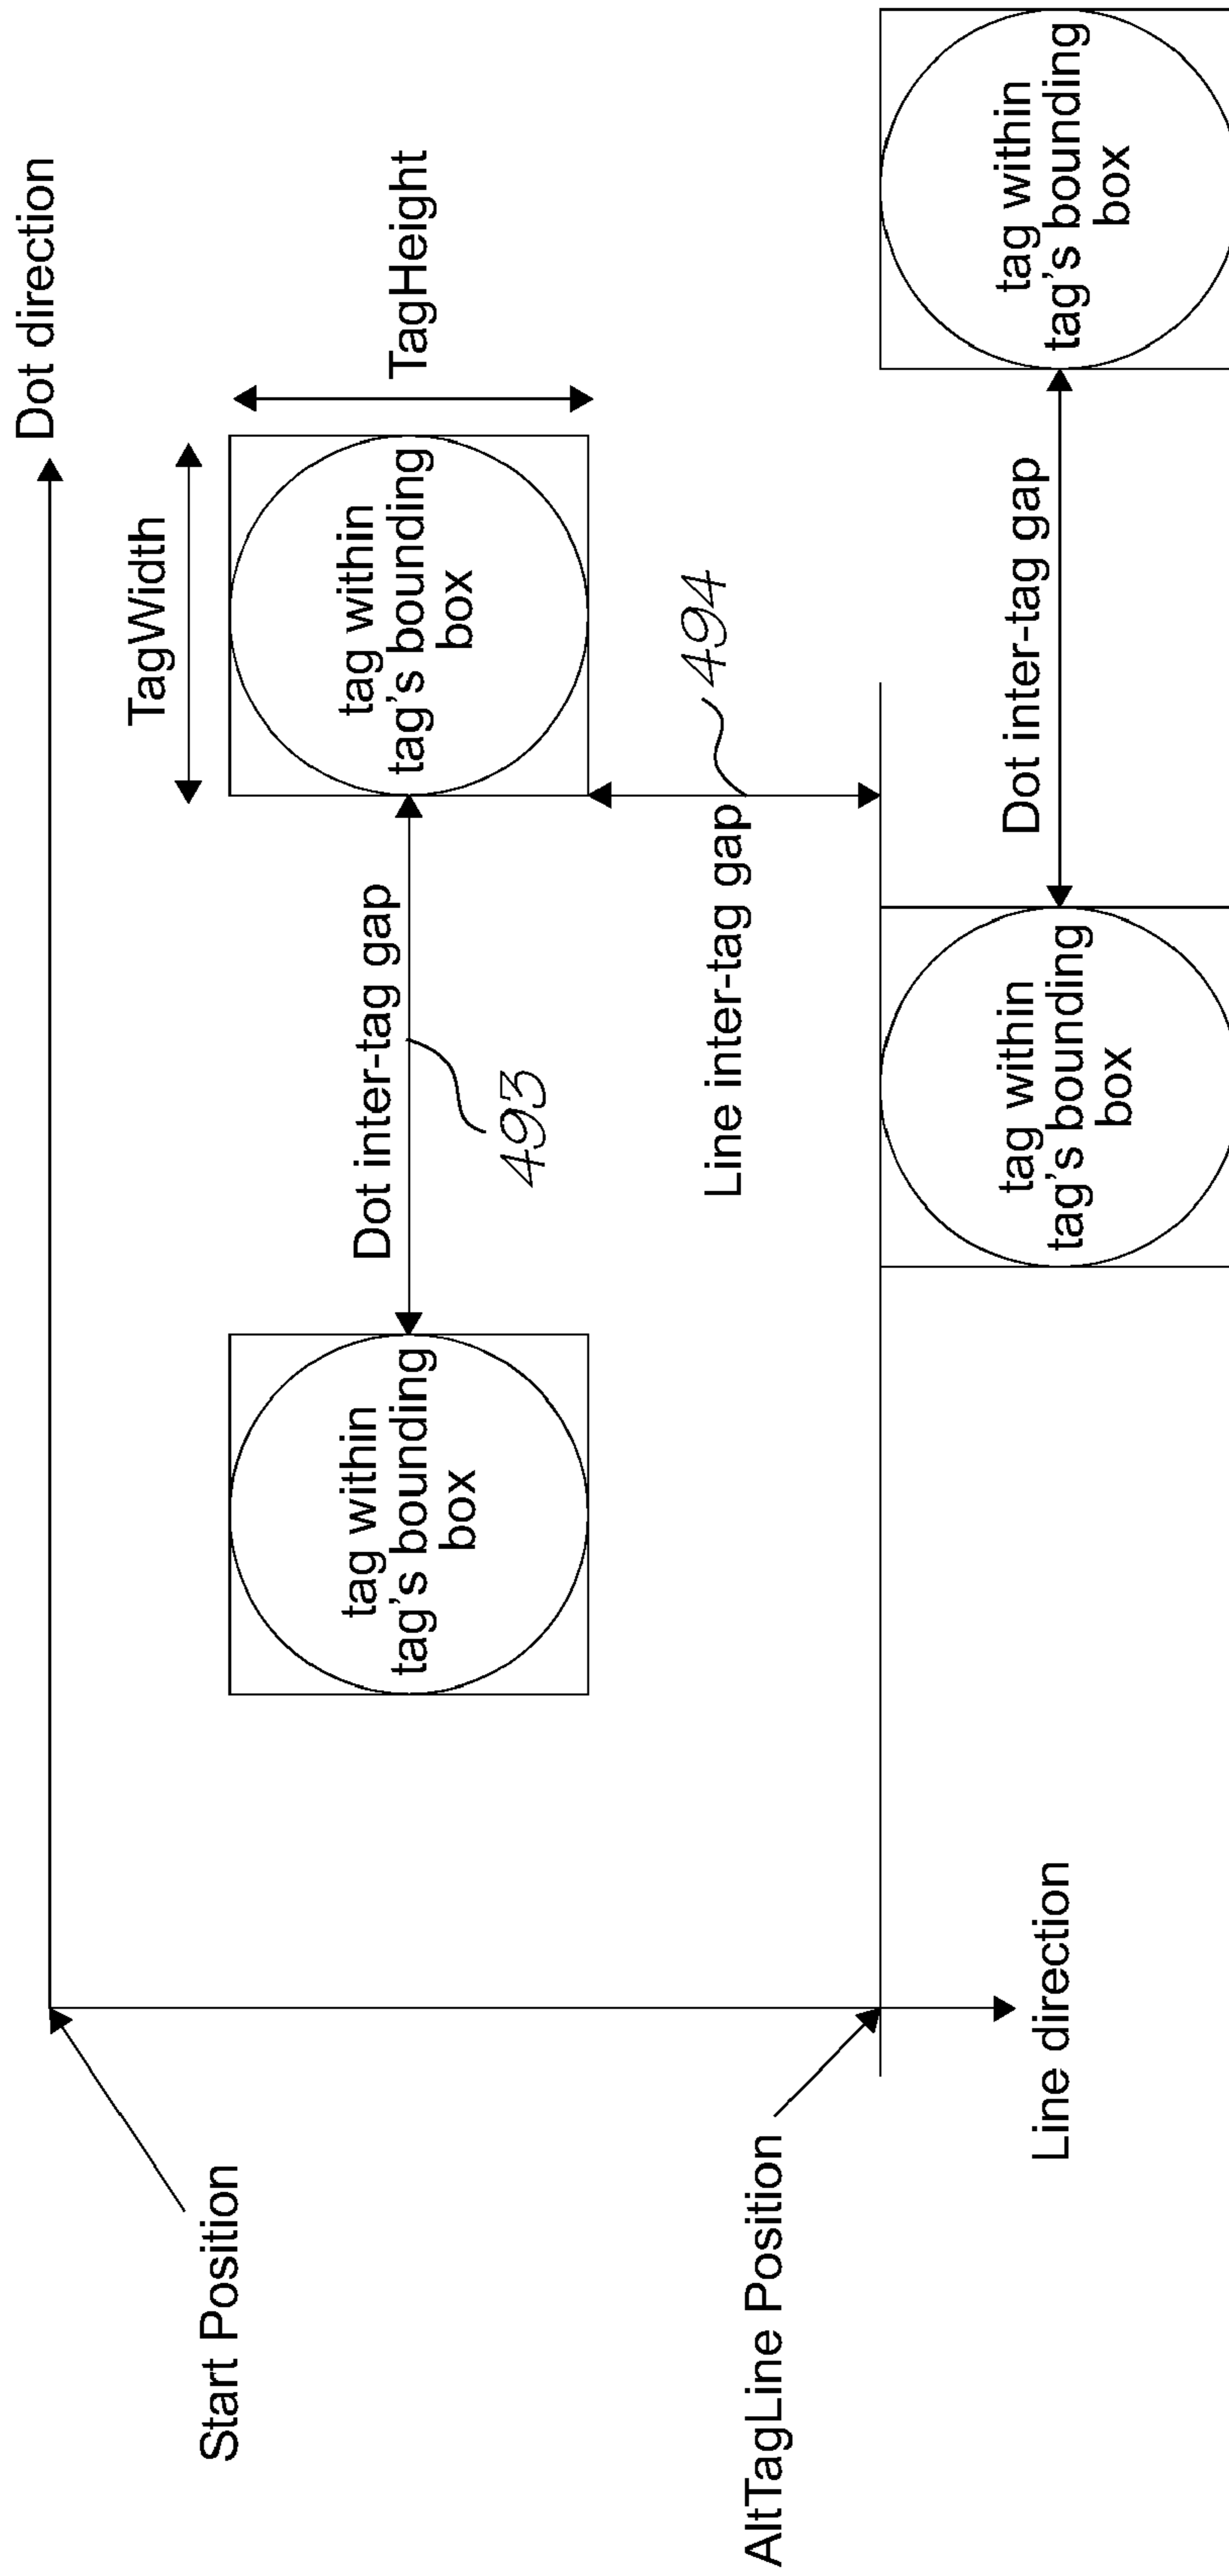 Dot direction
Start Position
TagWidth
TagHeight
tag within
tag's bounding
box
Dot inter-tag gap
493
tag within
tag's bounding
box
Line inter-tag gap
494
AltTagLine Position
Line direction
tag within
tag's bounding
box
Dot inter-tag gap
tag within
tag's bounding
box